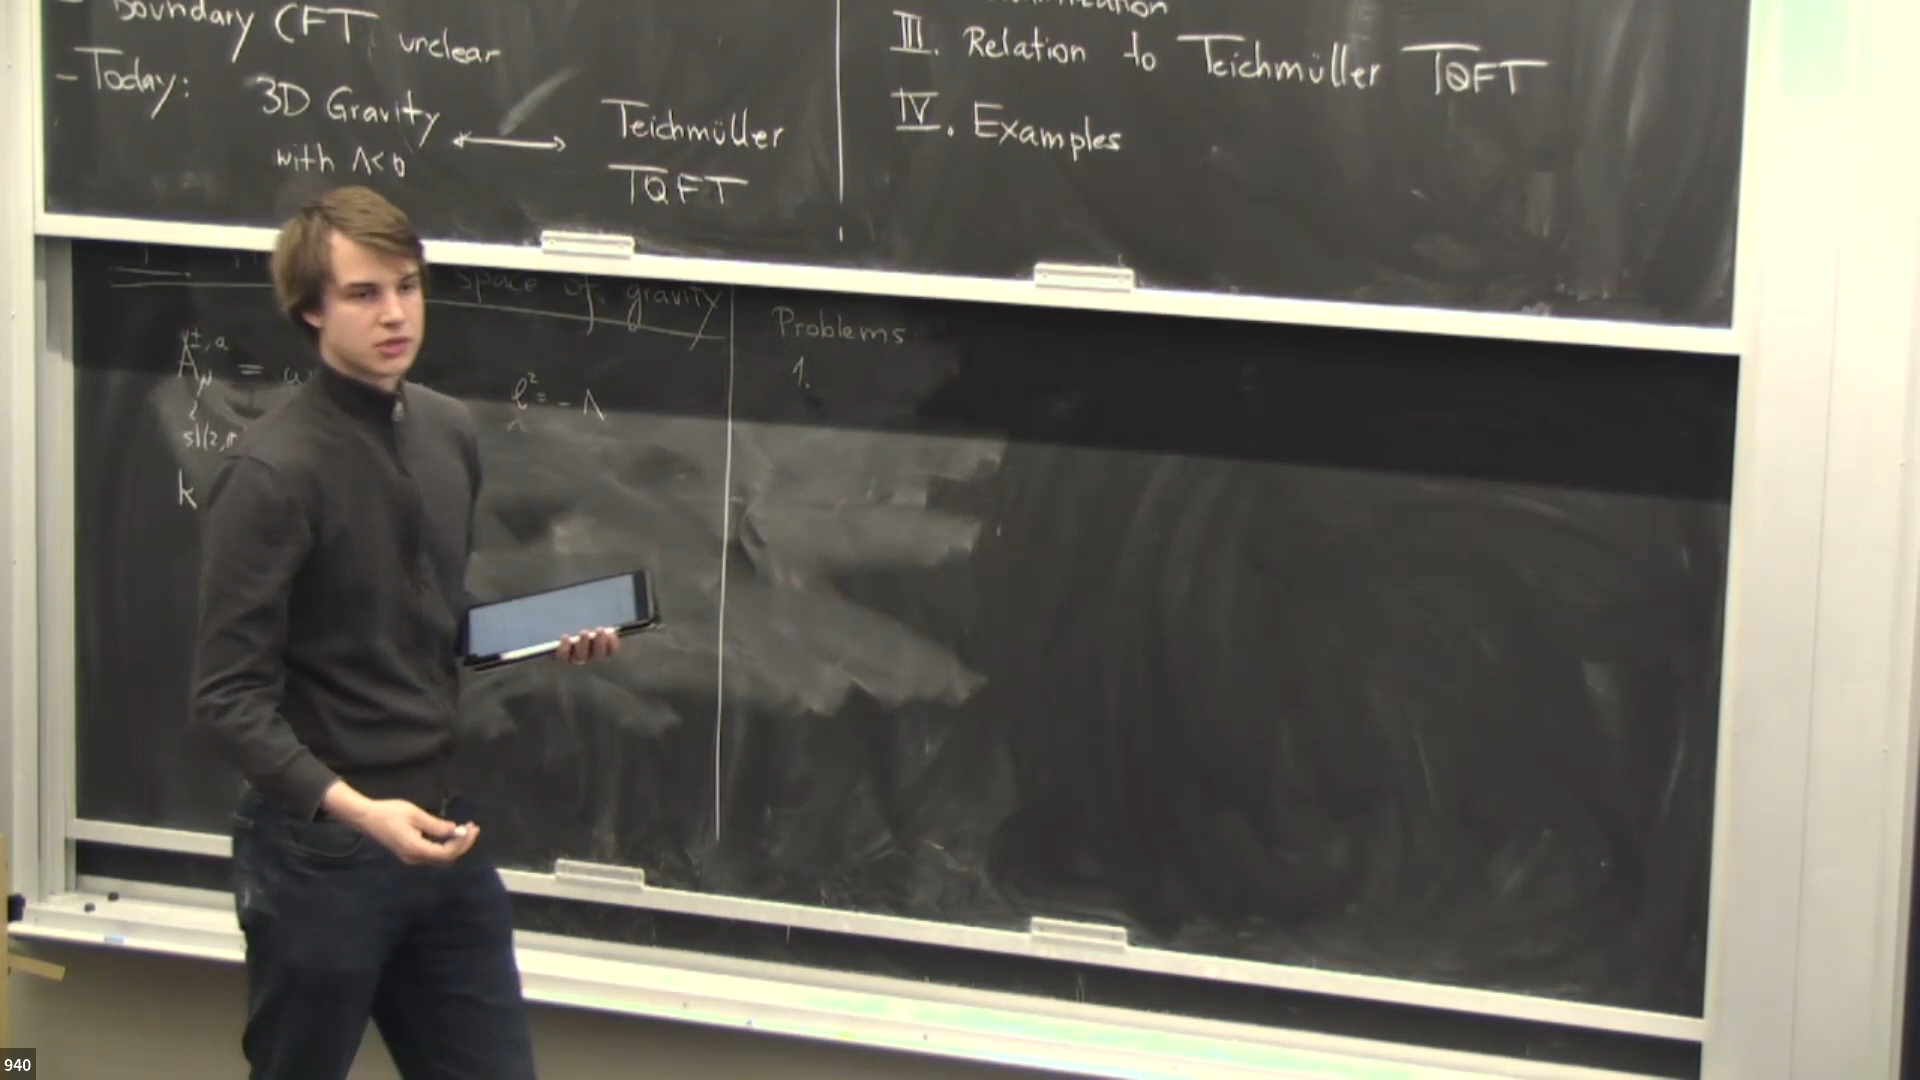 - boundary CFT unclear
- Today: 3D Gravity ⟷ Teichmüller
with Λ<0 TQFT
III. Relation to Teichmüller TQFT
IV. Examples
space of gravity
A = ω
ℓ² = - Λ
sl(2,
k
Problems
1.
940